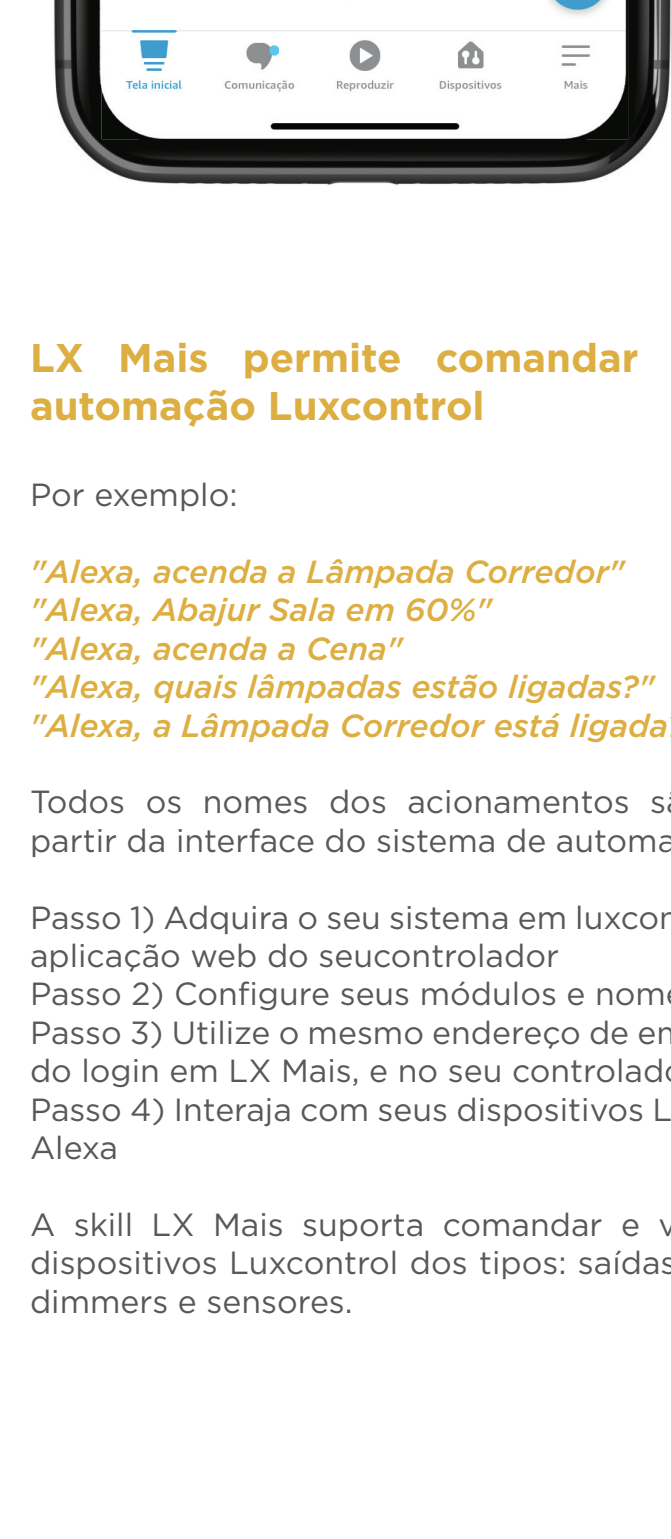 Tela inicial Comunicação Reproduzir Dispositivos Mais
LX Mais permite comandar
automação Luxcontrol
Por exemplo:
"Alexa, acenda a Lâmpada Corredor"
"Alexa, Abajur Sala em 60%"
"Alexa, acenda a Cena"
"Alexa, quais lâmpadas estão ligadas?"
"Alexa, a Lâmpada Corredor está ligada
Todos os nomes dos acionamentos
partir da interface do sistema de
Passo 1) Adquira o seu sistema em
aplicação web do seucontrolador
Passo 2) Configure seus módulos e
Passo 3) Utilize o mesmo endereço de
do login em LX Mais, e no seu
Passo 4) Interaja com seus dispositivos
Alexa
A skill LX Mais suporta comandar e
dispositivos Luxcontrol dos tipos: saídas
dimmers e sensores.